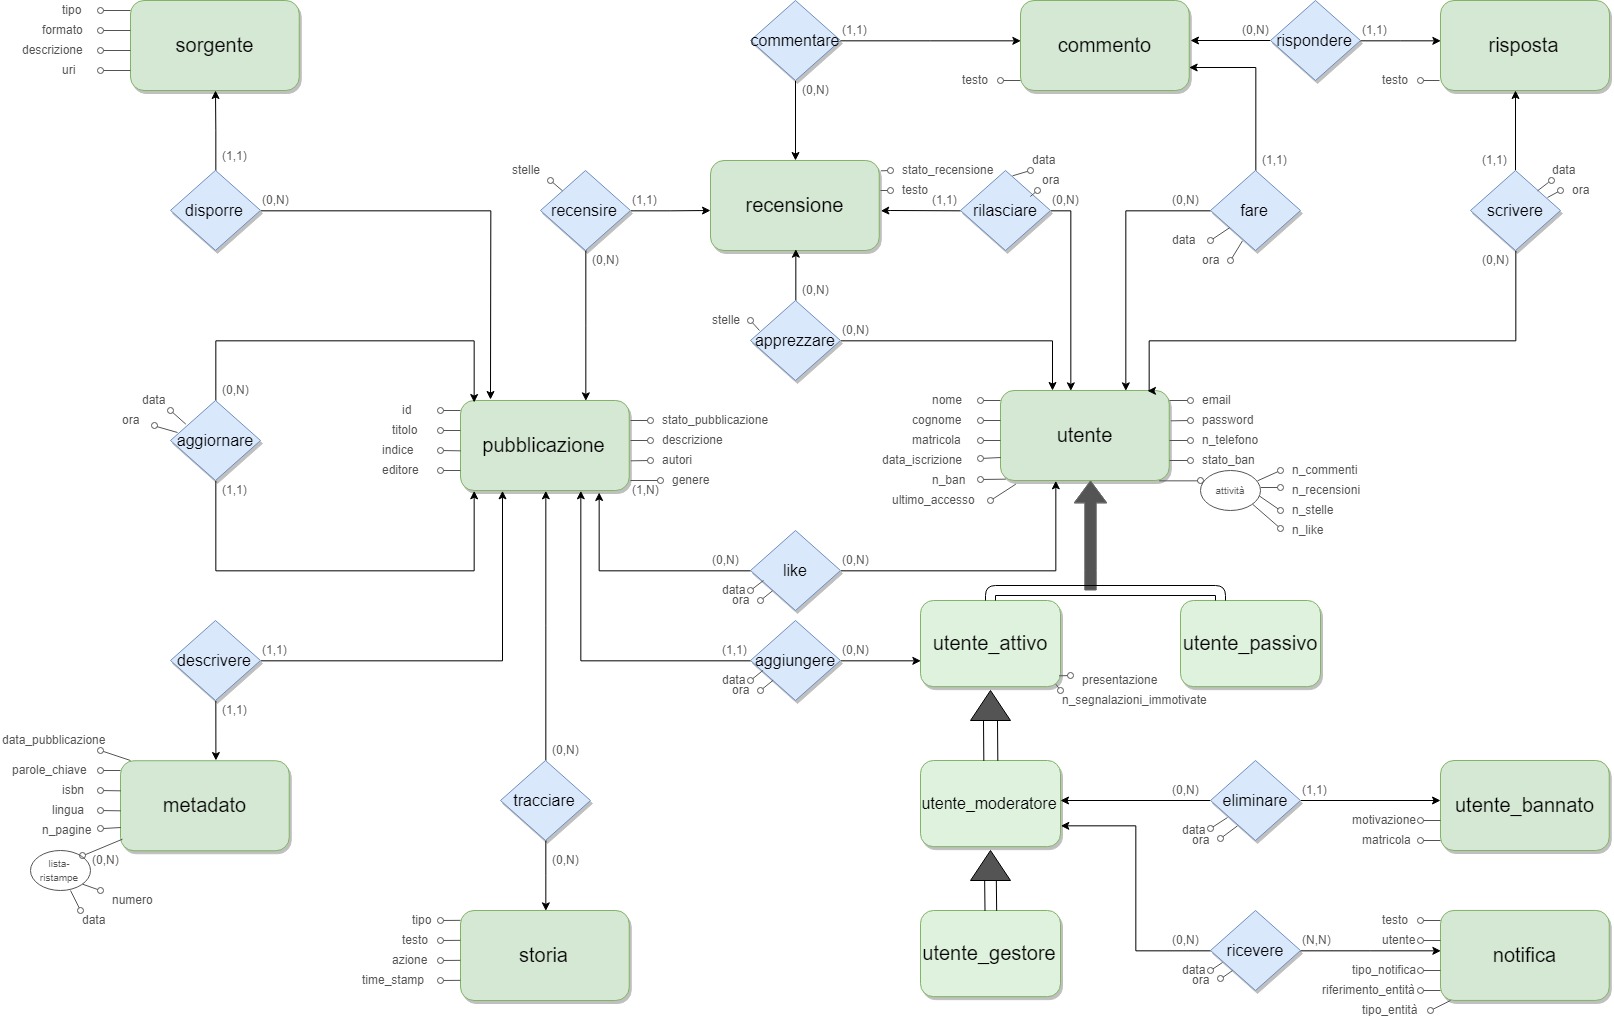 tipo
formato
descrizione
uri
sorgente
commentare
(1,1)
(0,N)
commento
testo
(0,N)
rispondere
(1,1)
risposta
testo
(1,1)
disporre
(0,N)
stelle
recensire
(1,1)
(0,N)
recensione
stato_recensione
testo
(1,1)
rilasciare
data
ora
(0,N)
(1,1)
(0,N)
fare
data
ora
(1,1)
scrivere
data
ora
(0,N)
(0,N)
stelle
apprezzare
(0,N)
(0,N)
data
ora
aggiornare
(1,1)
id
titolo
indice
editore
pubblicazione
stato_pubblicazione
descrizione
autori
genere
(1,N)
nome
cognome
matricola
data_iscrizione
n_ban
ultimo_accesso
utente
email
password
n_telefono
stato_ban
attività
n_commenti
n_recensioni
n_stelle
n_like
(0,N)
like
(0,N)
data
ora
(1,1)
aggiungere
(0,N)
data
ora
utente_attivo
presentazione
n_segnalazioni_immotivate
utente_passivo
descrivere
(1,1)
(1,1)
data_pubblicazione
parole_chiave
isbn
lingua
n_pagine
metadato
lista-
ristampe
(0,N)
numero
data
(0,N)
tracciare
(0,N)
tipo
testo
azione
time_stamp
storia
utente_moderatore
(0,N)
eliminare
(1,1)
data
ora
utente_bannato
motivazione
matricola
utente_gestore
(0,N)
ricevere
(N,N)
data
ora
testo
utente
tipo_notifica
riferimento_entità
tipo_entità
notifica